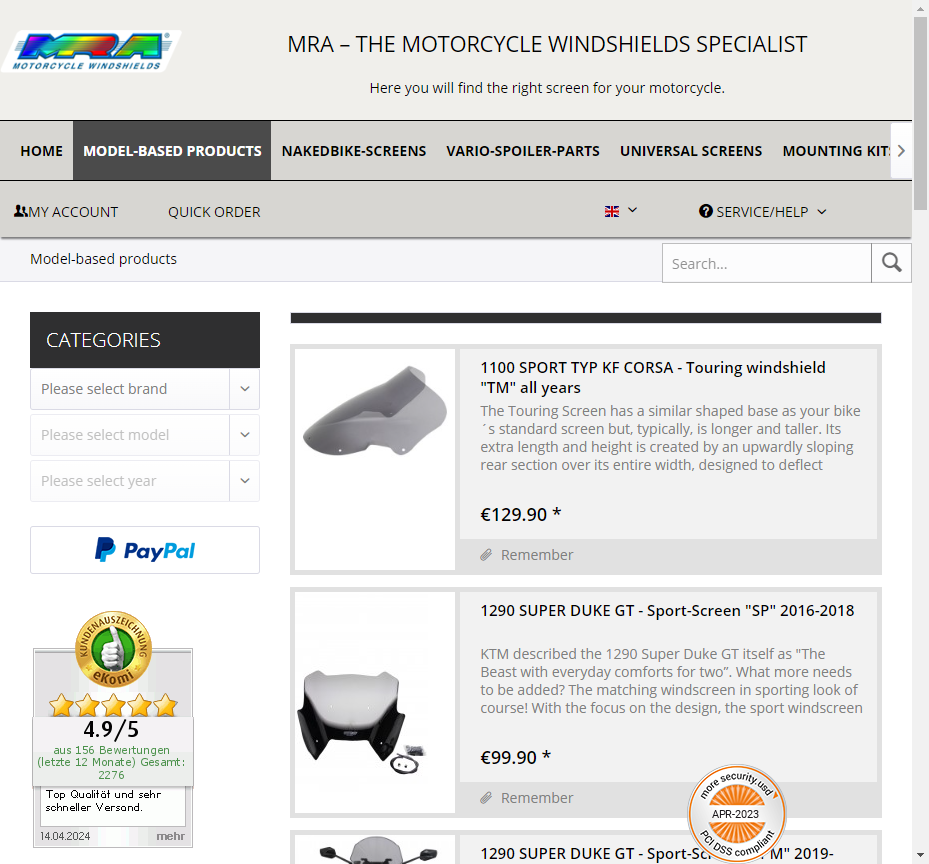 MRA
MOTORCYCLE WINDSHIELDS
MRA – THE MOTORCYCLE WINDSHIELDS SPECIALIST
Here you will find the right screen for your motorcycle.
HOME MODEL-BASED PRODUCTS NAKEDBIKE-SCREENS VARIO-SPOILER-PARTS UNIVERSAL SCREENS MOUNTING KITS
MY ACCOUNT QUICK ORDER SERVICE/HELP
Model-based products
Search...
CATEGORIES
Please select brand
Please select model
Please select year
PayPal
KUNDENAUSZEICHNUNG
eKomi
4.9/5
aus 156 Bewertungen
(letzte 12 Monate) Gesamt:
2276
Top Qualität und sehr
schneller Versand.
14.04.2024 mehr
1100 SPORT TYP KF CORSA - Touring windshield
"TM" all years
The Touring Screen has a similar shaped base as your bike
´s standard screen but, typically, is longer and taller. Its
extra length and height is created by an upwardly sloping
rear section over its entire width, designed to deflect
€129.90 *
Remember
1290 SUPER DUKE GT - Sport-Screen "SP" 2016-2018
KTM described the 1290 Super Duke GT itself as "The
Beast with everyday comforts for two”. What more needs
to be added? The matching windscreen in sporting look of
course! With the focus on the design, the sport windscreen
€99.90 *
Remember
more security.usd
APR-2023
PCI DSS compliant
1290 SUPER DUKE GT - Sport-Sc M" 2019-